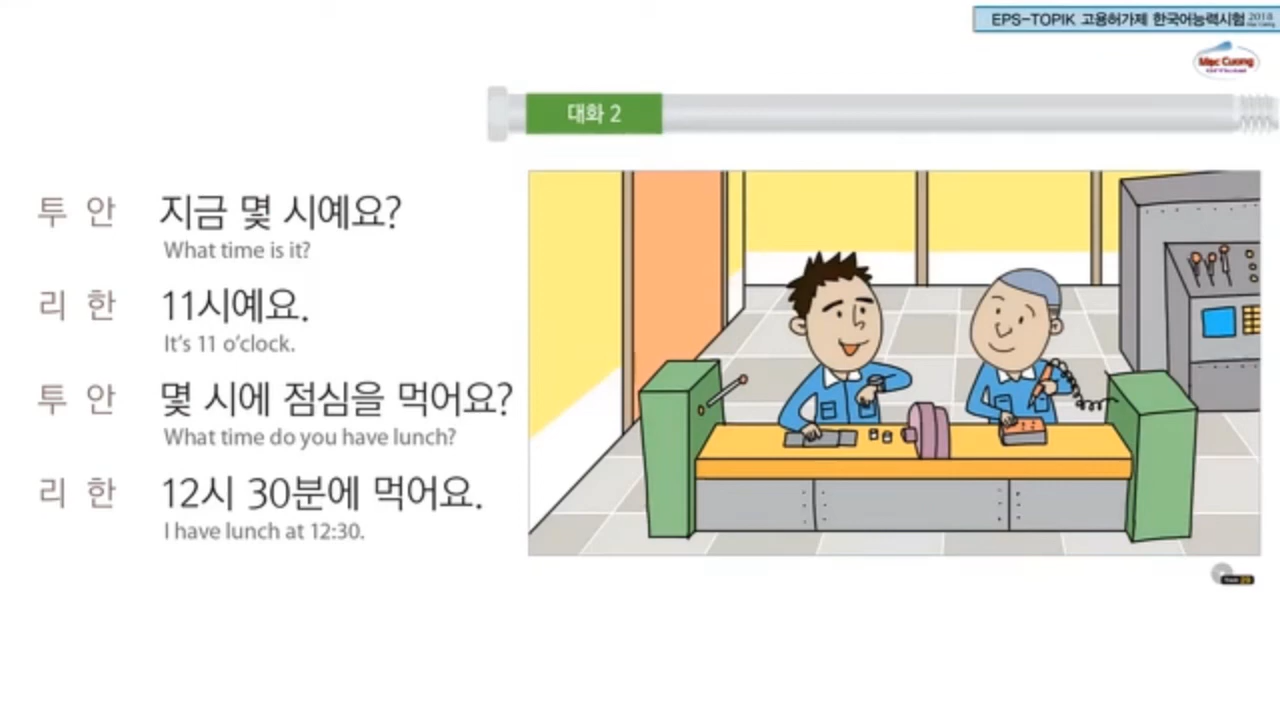 EPS-TOPIK 고용허가제 한국어능력시험 2018
Mạc Cương
대화 2
투 안 지금 몇 시예요?
What time is it?
리 한 11시예요.
It's 11 o'clock.
투 안 몇 시에 점심을 먹어요?
What time do you have lunch?
리 한 12시 30분에 먹어요.
I have lunch at 12:30.